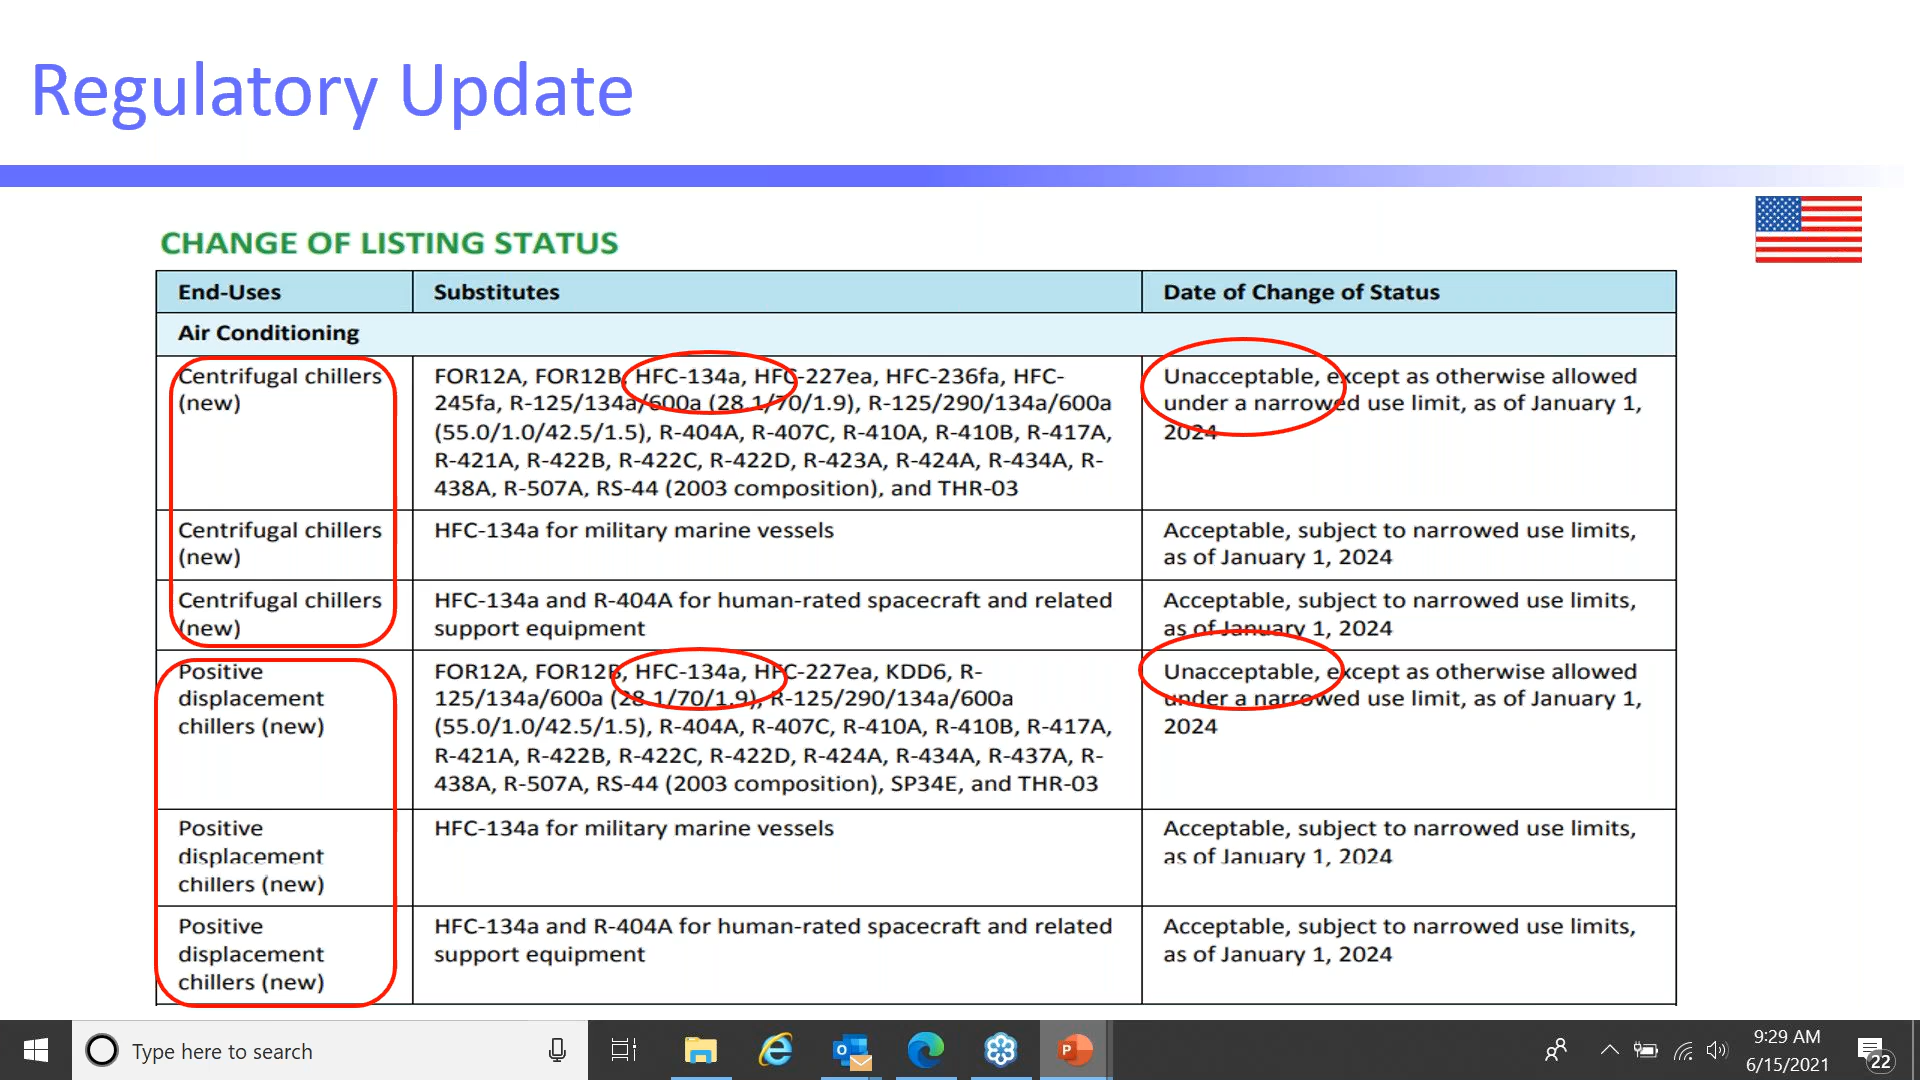 Regulatory Update
CHANGE OF LISTING STATUS
End-Uses
Substitutes
Date of Change of Status
Air Conditioning
Centrifugal chillers
(new)
FOR12A, FOR12B, HFC-134a, HFC-227ea, HFC-236fa, HFC-
245fa, R-125/134a/600a (28.1/70/1.9), R-125/290/134a/600a
(55.0/1.0/42.5/1.5), R-404A, R-407C, R-410A, R-410B, R-417A,
R-421A, R-422B, R-422C, R-422D, R-423A, R-424A, R-434A, R-
438A, R-507A, RS-44 (2003 composition), and THR-03
Unacceptable, except as otherwise allowed
under a narrowed use limit, as of January 1,
2024
Centrifugal chillers
(new)
HFC-134a for military marine vessels
Acceptable, subject to narrowed use limits,
as of January 1, 2024
Centrifugal chillers
(new)
HFC-134a and R-404A for human-rated spacecraft and related
support equipment
Acceptable, subject to narrowed use limits,
as of January 1, 2024
Positive
displacement
chillers (new)
FOR12A, FOR12B, HFC-134a, HFC-227ea, KDD6, R-
125/134a/600a (28.1/70/1.9), R-125/290/134a/600a
(55.0/1.0/42.5/1.5), R-404A, R-407C, R-410A, R-410B, R-417A,
R-421A, R-422B, R-422C, R-422D, R-424A, R-434A, R-437A, R-
438A, R-507A, RS-44 (2003 composition), SP34E, and THR-03
Unacceptable, except as otherwise allowed
under a narrowed use limit, as of January 1,
2024
Positive
displacement
chillers (new)
HFC-134a for military marine vessels
Acceptable, subject to narrowed use limits,
as of January 1, 2024
Positive
displacement
chillers (new)
HFC-134a and R-404A for human-rated spacecraft and related
support equipment
Acceptable, subject to narrowed use limits,
as of January 1, 2024
Type here to search
9:29 AM
6/15/2021
22